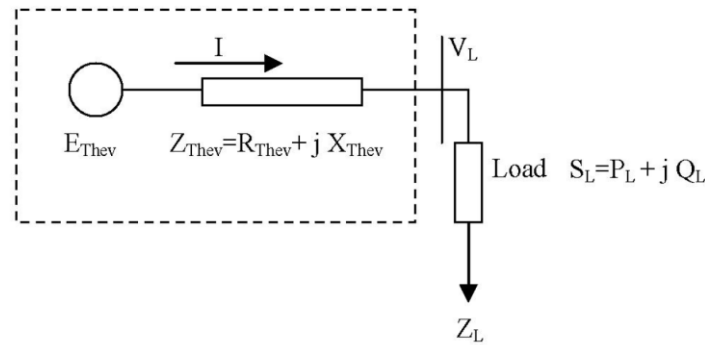 I
V_L
E_Thev
Z_Thev=R_Thev+ j X_Thev
Load S_L=P_L + j Q_L
Z_L